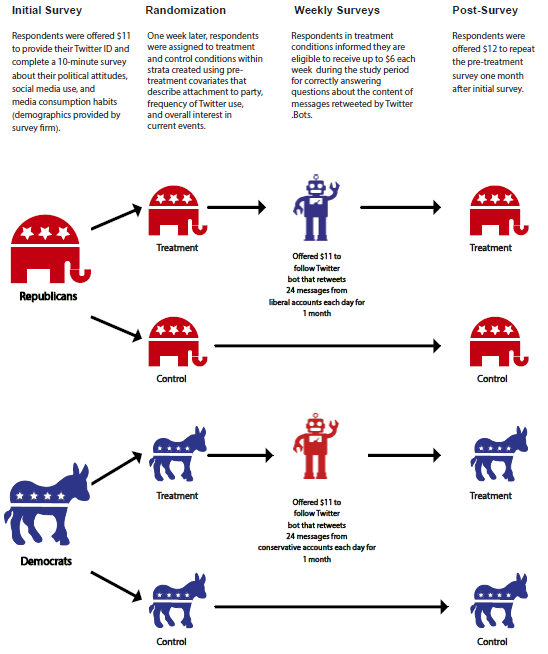 Initial Survey
Respondents were offered $11
to provide their Twitter ID and
complete a 10-minute survey
about their political attitudes,
social media use, and
media consumption habits
(demographics provided by
survey firm).
Randomization
One week later, respondents
were assigned to treatment
and control conditions within
strata created using pre-
treatment covariates that
describe attachment to party,
frequency of Twitter use,
and overall interest in
current events.
Weekly Surveys
Respondents in treatment
conditions informed they are
eligible to receive up to $6 each
week during the study period
for correctly answering
questions about the content of
messages retweeted by Twitter
.Bots.
Post-Survey
Respondents were
offered $12 to repeat
the pre-treatment
survey one month
after initial survey.
Republicans
Treatment
Offered $11 to
follow Twitter
bot that retweets
24 messages from
liberal accounts each day for
1 month
Treatment
Control
Control
Democrats
Treatment
Offered $11 to
follow Twitter
bot that retweets
24 messages from
conservative accounts each day for
1 month
Treatment
Control
Control